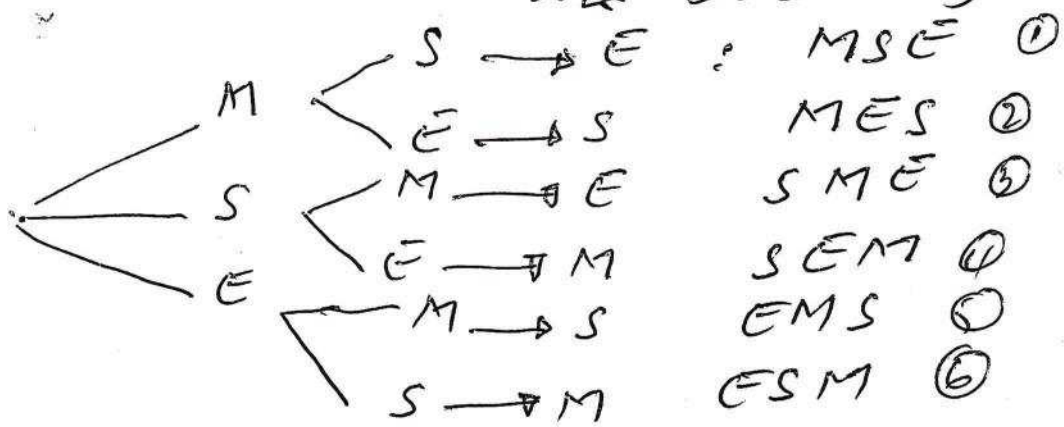 S → E : MSE ①
M
E → S MES ②
M → E SME ③
S
E → M SEM ④
E
M → S EMS ⑤
S → M ESM ⑥